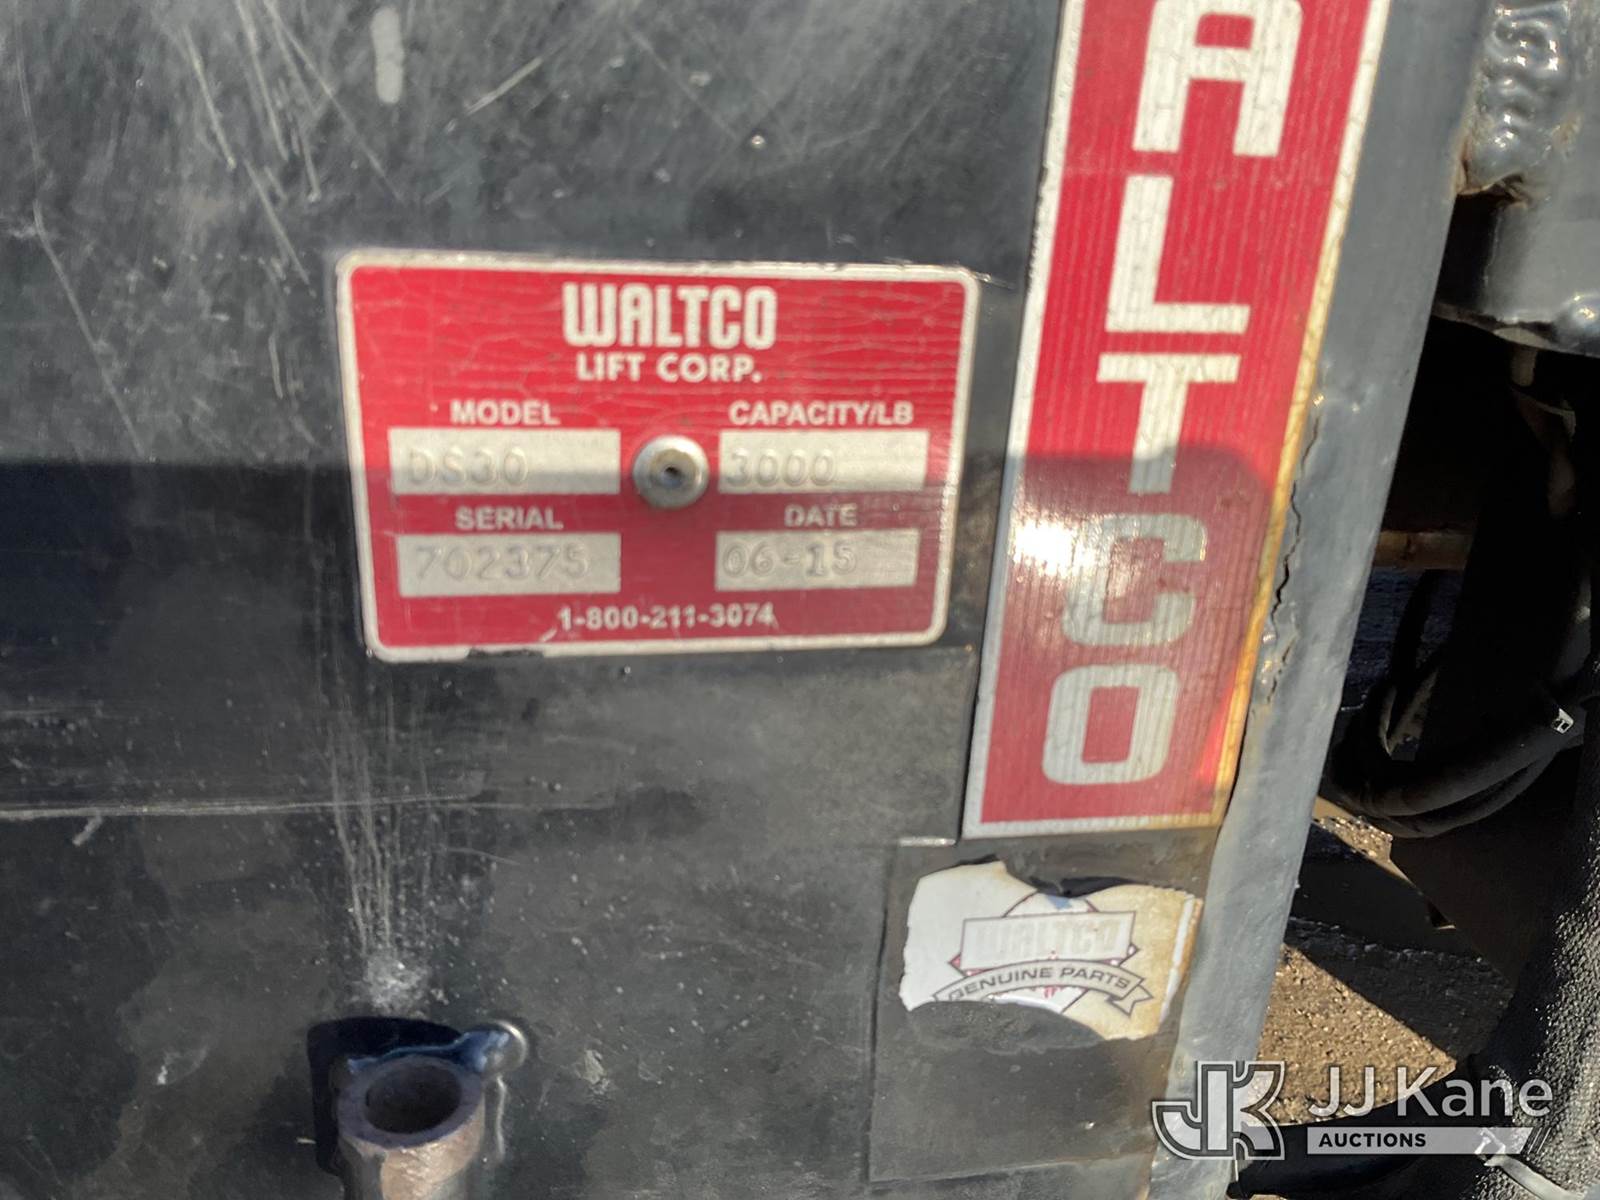 WALTCO
LIFT CORP.
MODEL CAPACITY/LB
DS30 3000
SERIAL DATE
702375 06-15
1-800-211-3074
ALTCO
WALTCO
GENUINE PARTS
JK JJ Kane
AUCTIONS